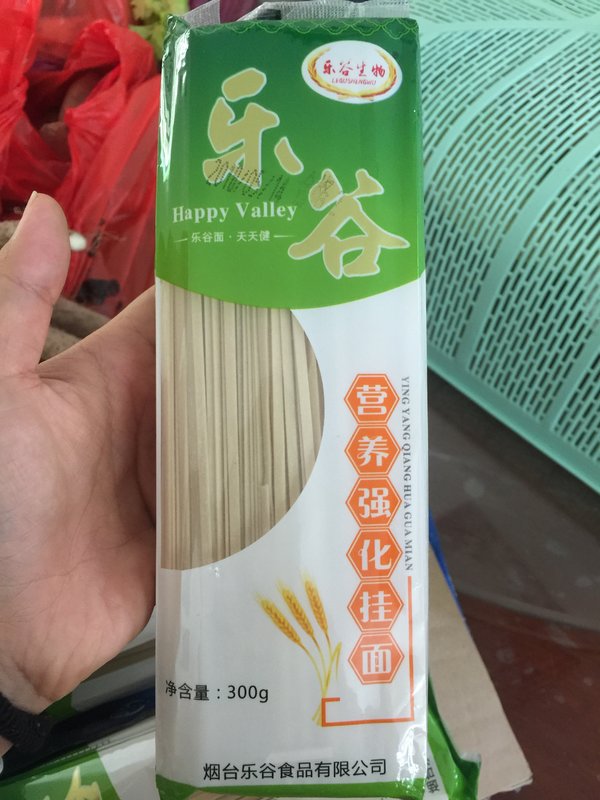 乐谷生物
LEGUSHENGWU
乐谷
Happy Valley
乐谷面·天天健
营养强化挂面
YING YANG QIANG HUA GUA MIAN
净含量：300g
烟台乐谷食品有限公司